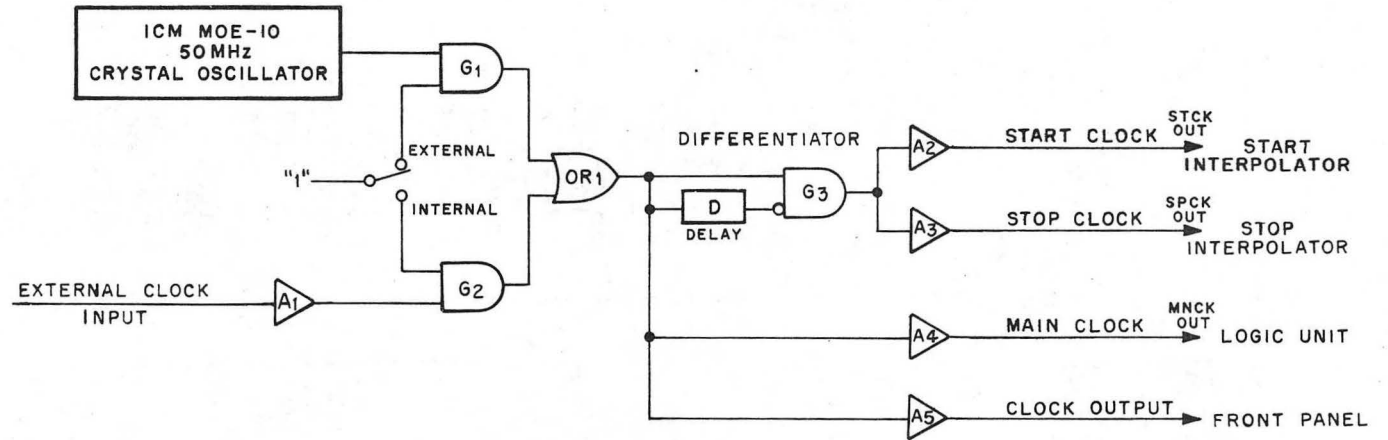 ICM MOE-10
50 MHz
CRYSTAL OSCILLATOR
G1
EXTERNAL
"1"
INTERNAL
EXTERNAL CLOCK
INPUT
A1
G2
OR1
DIFFERENTIATOR
D
DELAY
G3
A2
START CLOCK
STCK
OUT
START
INTERPOLATOR
A3
STOP CLOCK
SPCK
OUT
STOP
INTERPOLATOR
A4
MAIN CLOCK
MNCK
OUT
LOGIC UNIT
A5
CLOCK OUTPUT
FRONT PANEL